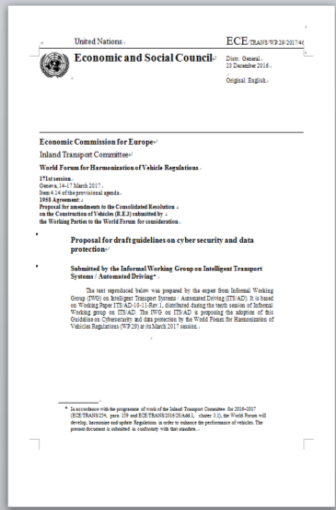 United Nations
ECE/TRANS/WP.29/2017/46
Economic and Social Council
Distr.: General
23 December 2016
Original: English
Economic Commission for Europe
Inland Transport Committee
World Forum for Harmonization of Vehicle Regulations
171st session
Geneva, 14-17 March 2017
Item 4.14 of the provisional agenda
1958 Agreement:
Proposal for amendments to the Consolidated Resolution
on the Construction of Vehicles (R.E.3) submitted by
the Working Parties to the World Forum for consideration
Proposal for draft guidelines on cyber security and data
protection
Submitted by the Informal Working Group on Intelligent Transport
Systems / Automated Driving*
The text reproduced below was prepared by the expert from Informal Working
Group (IWG) on Intelligent Transport Systems / Automated Driving (ITS/AD). It is based
on Working Paper ITS/AD-10-11-Rev.1, distributed during the tenth session of Informal
Working group on ITS/AD. The IWG on ITS/AD is proposing the adoption of this
Guideline on Cybersecurity and data protection by the World Forum for Harmonization of
Vehicles Regulations (WP.29) at its March 2017 session.
* In accordance with the programme of work of the Inland Transport Committee for 2016–2017
(ECE/TRANS/254, para. 159 and ECE/TRANS/2016/28/Add.1, cluster 3.1), the World Forum will
develop, harmonize and update Regulations in order to enhance the performance of vehicles. The
present document is submitted in conformity with that mandate.